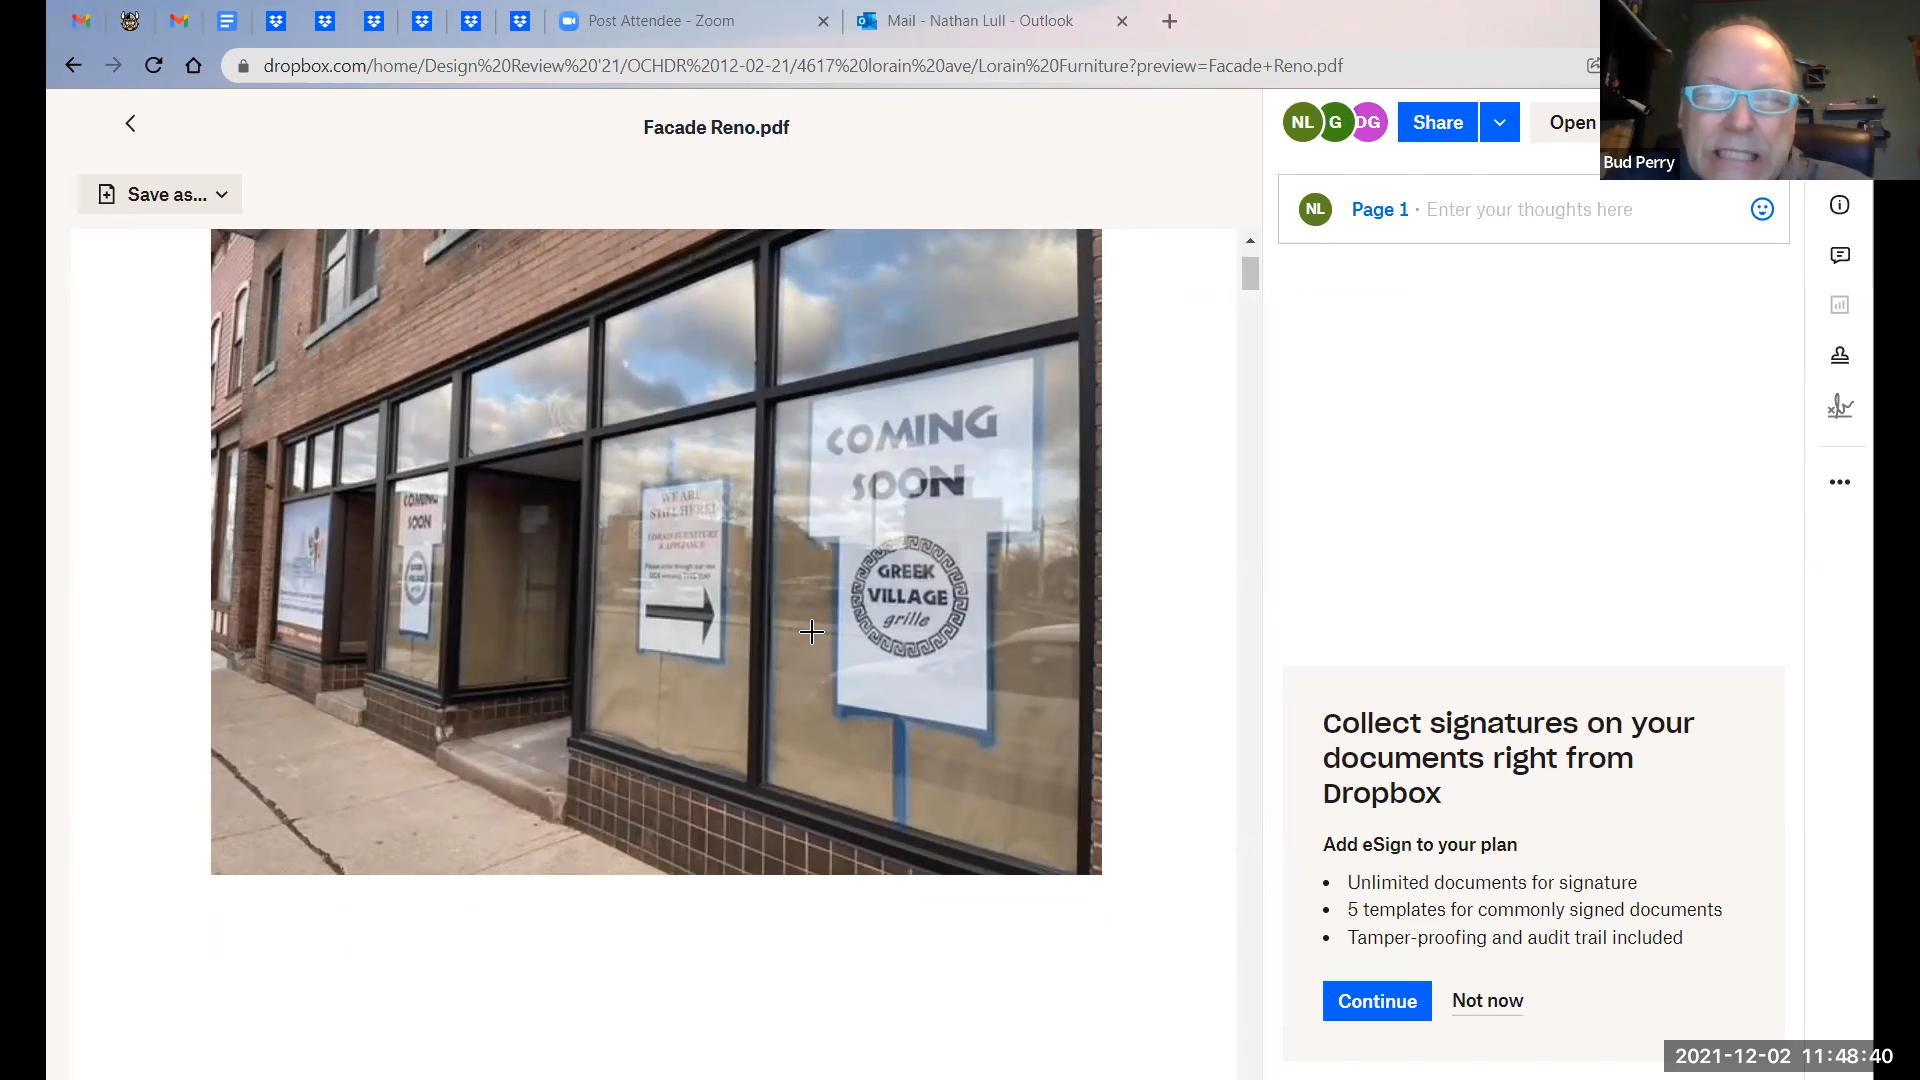 Post Attendee - Zoom
Mail - Nathan Lull - Outlook
dropbox.com/home/Design%20Review%20'21/OCHDR%2012-02-21/4617%20lorain%20ave/Lorain%20Furniture?preview=Facade+Reno.pdf
Facade Reno.pdf
NL G DG Share Open
Bud Perry
Save as...
NL Page 1 · Enter your thoughts here
COMING
SOON
GREEK
VILLAGE
grille
WE ARE
STILL HERE!
LORAIN FURNITURE
& APPLIANCE
COMING
SOON
Collect signatures on your
documents right from
Dropbox
Add eSign to your plan
• Unlimited documents for signature
• 5 templates for commonly signed documents
• Tamper-proofing and audit trail included
Continue Not now
2021-12-02 11:48:40